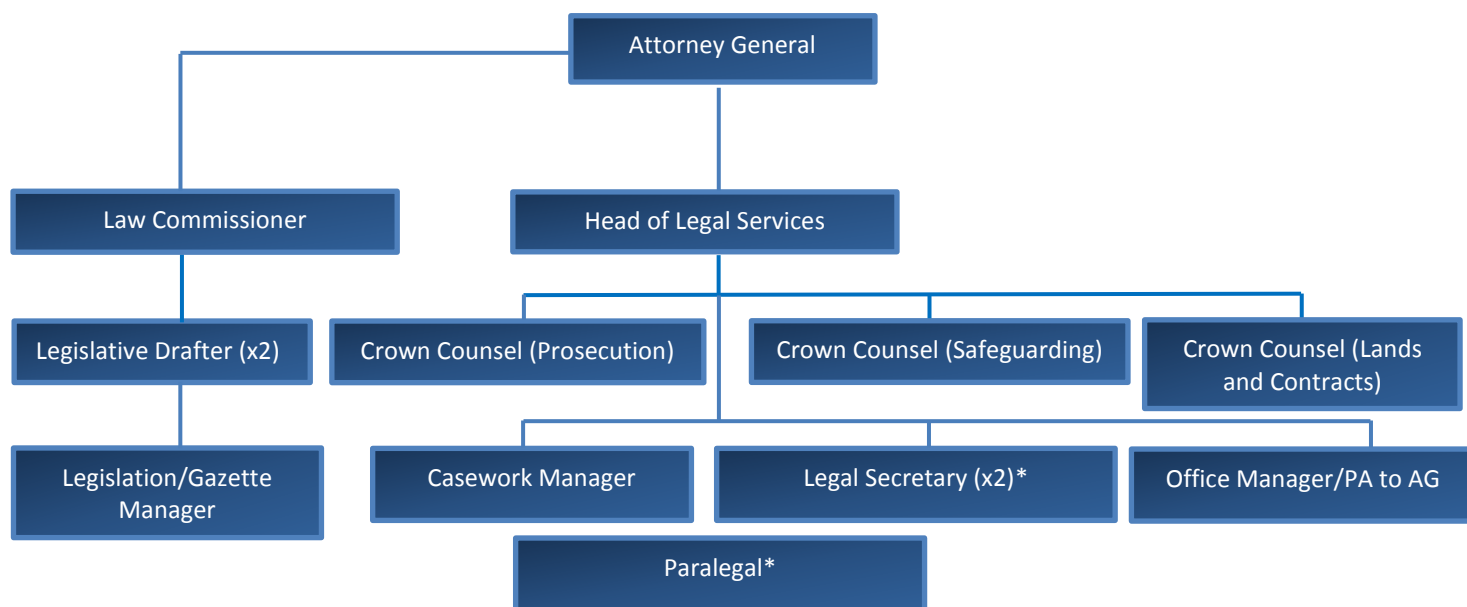 Attorney General
Law Commissioner
Head of Legal Services
Legislative Drafter (x2)
Crown Counsel (Prosecution)
Crown Counsel (Safeguarding)
Crown Counsel (Lands
and Contracts)
Legislation/Gazette
Manager
Casework Manager
Legal Secretary (x2)*
Office Manager/PA to AG
Paralegal*